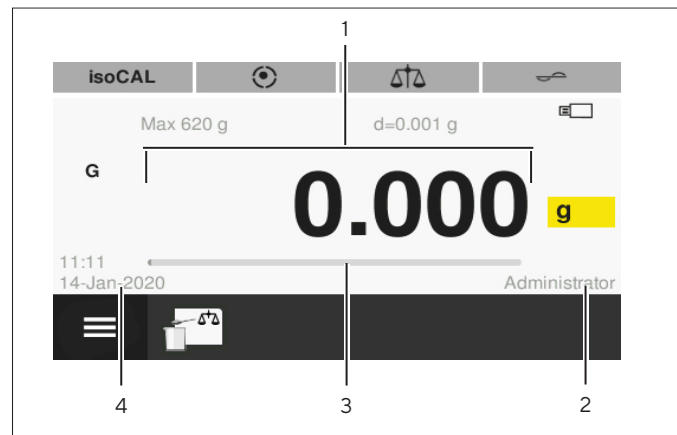 1
isoCAL
Max 620 g d=0.001 g
G
0.000 g
11:11
14-Jan-2020 Administrator
4 3 2